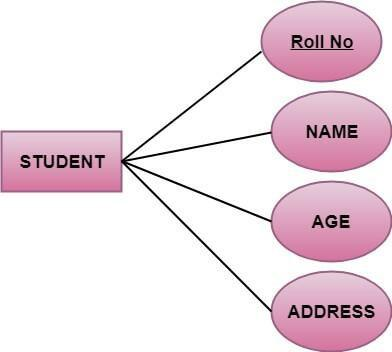 Roll No
NAME
STUDENT
AGE
ADDRESS